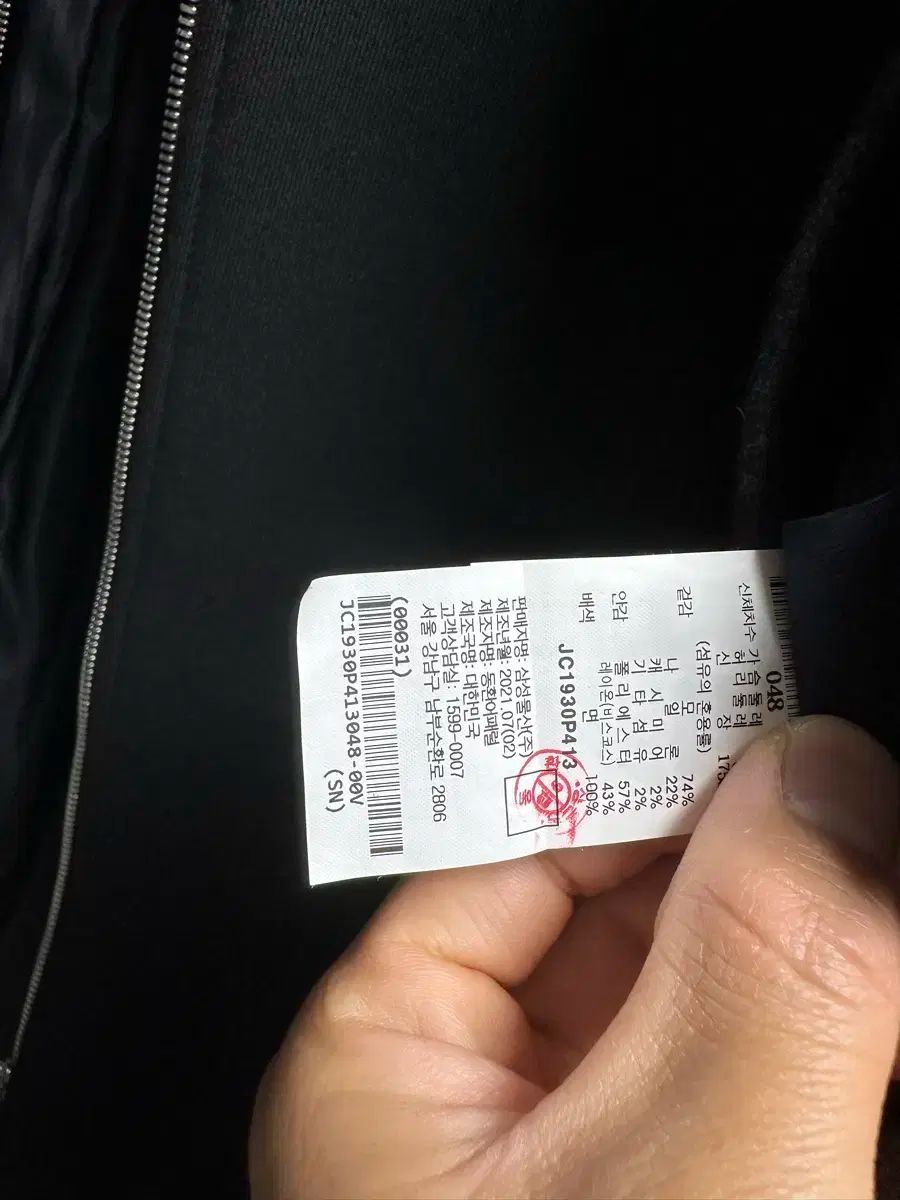 048
신체치수 가슴둘레
허리둘레
신 장
(섬유의 혼용률)
겉감 모 74%
나 일 론 22%
캐 시 미 어 2%
기 타 섬 유 2%
안감 폴 리 에 스 터 57%
레이온(비스코스) 43%
배색 면 100%
JC1930P413
판매자명: 삼성물산(주)
제조년월: 2021.07(02)
제조자명: 동환어패럴
제조국명: 대한민국
고객상담실: 1599-0007
서울 강남구 남부순환로 2806
(00031)
JC1930P413048-00V
(SN)